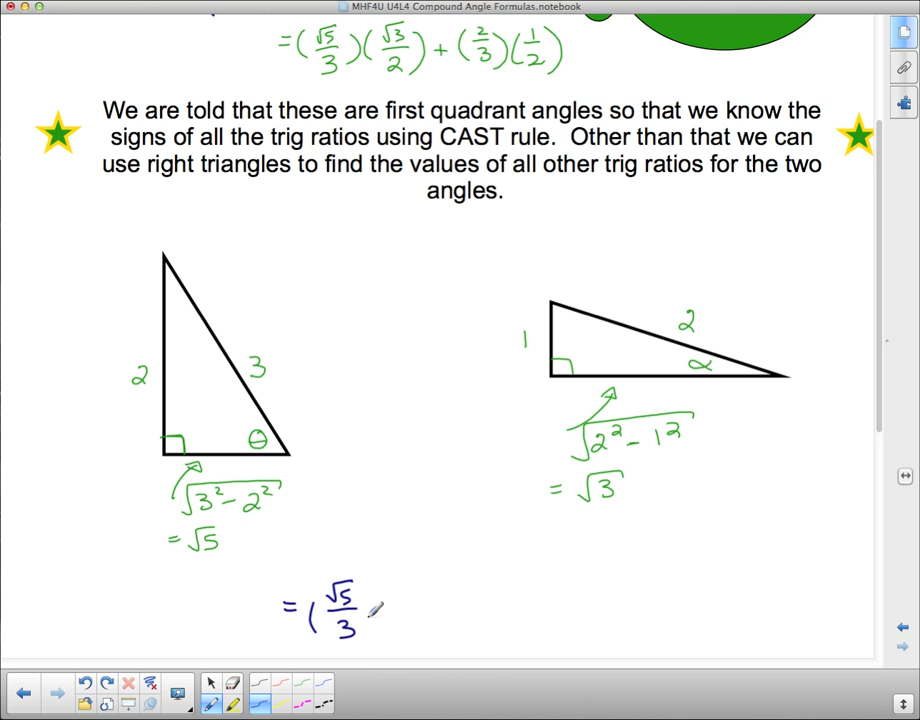 MHF4U U4L4 Compound Angle Formulas.notebook
= (√5/3)(√3/2) + (2/3)(1/2)
We are told that these are first quadrant angles so that we know the
signs of all the trig ratios using CAST rule. Other than that we can
use right triangles to find the values of all other trig ratios for the two
angles.
2
3
θ
√3² - 2²
= √5
1
2
α
√2² - 1²
= √3
= (√5/3